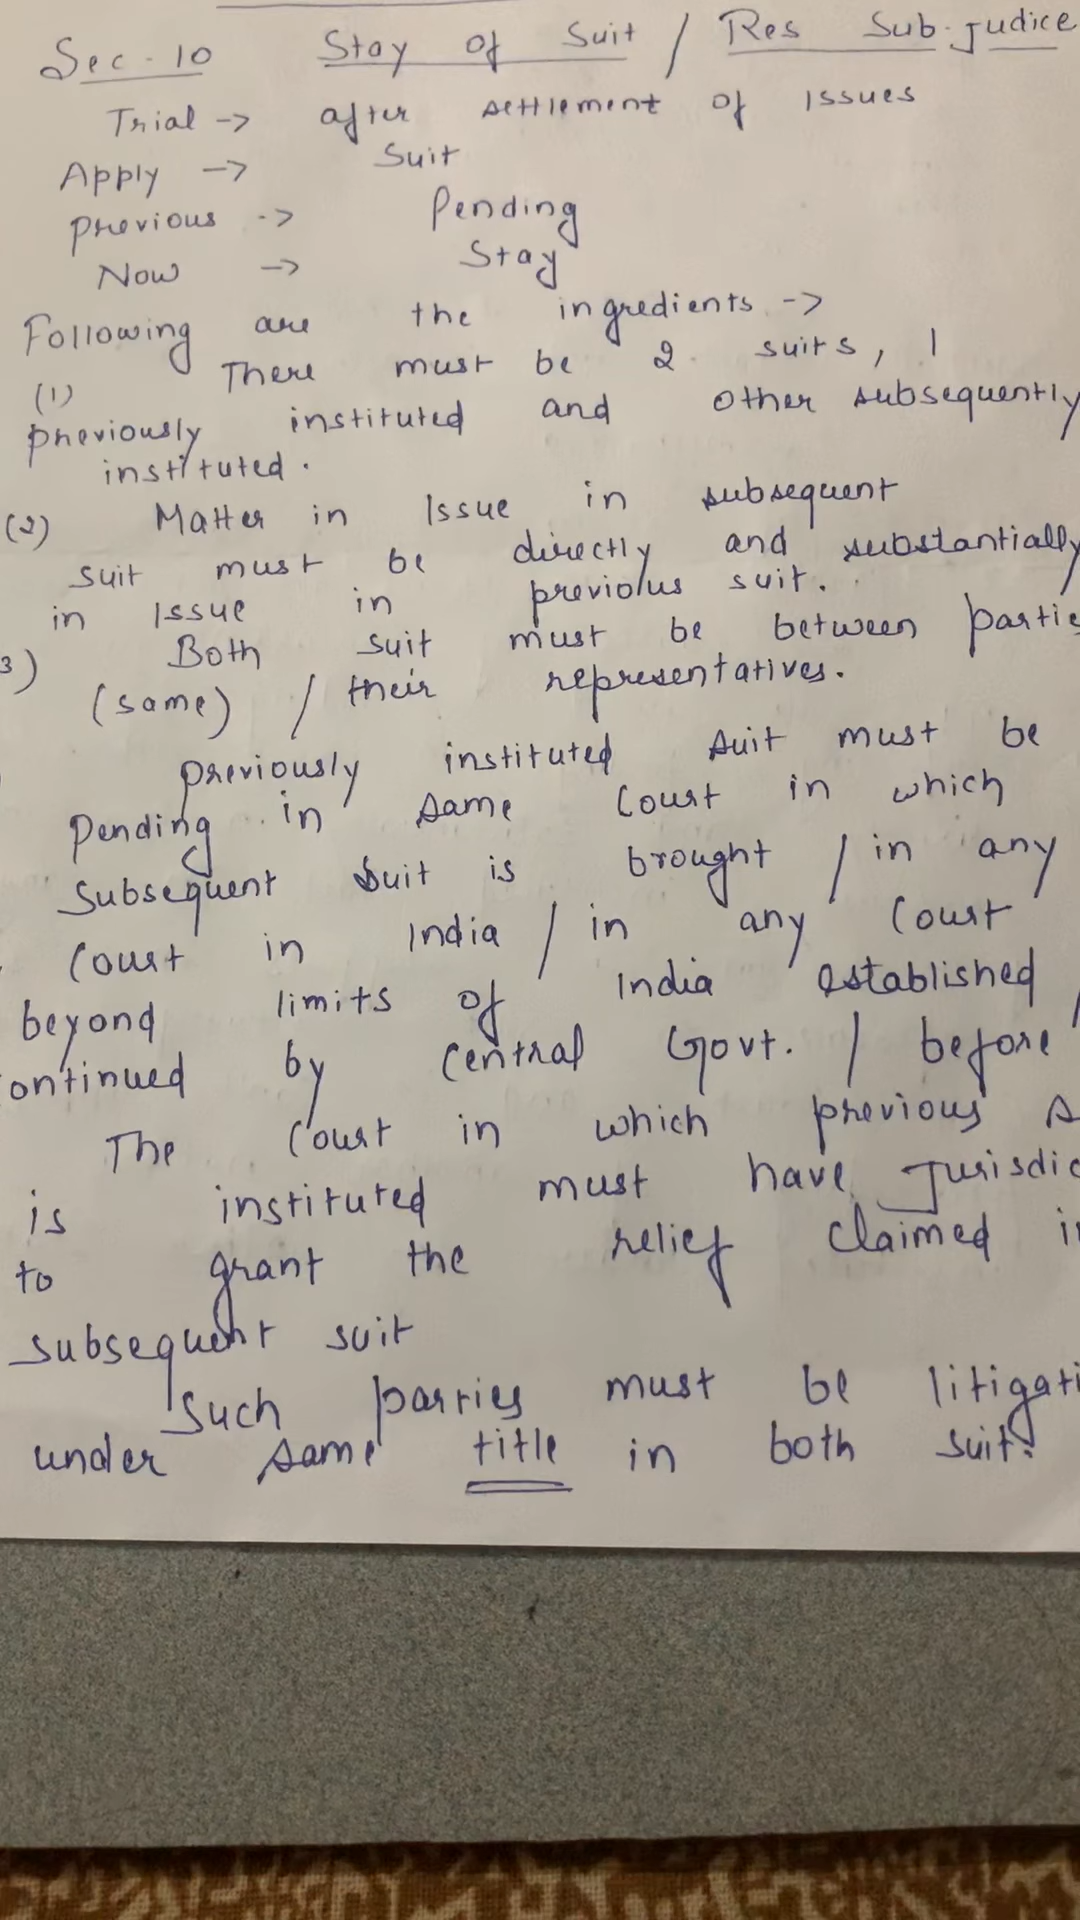 Sec. 10 Stay of Suit / Res Sub-judice
Trial -> after settlement of Issues
Apply -> Suit
previous -> Pending
Now -> Stay
Following are the ingredients ->
(1) There must be 2 suits, 1
previously instituted and other subsequently
instituted.
(2) Matter in Issue in subsequent
suit must be directly and substantially
in Issue in previous suit.
3) Both suit must be between
(same) / their representatives.
previously instituted suit must be
Pending in same Court in which
Subsequent Suit is brought / in any
Court in India / in any Court
beyond limits of India established /
ontinued by Central Govt. / before
The Court in which previous
is instituted must have
to grant the relief claimed
subsequent suit
Such parties must be
under same title in both suit.